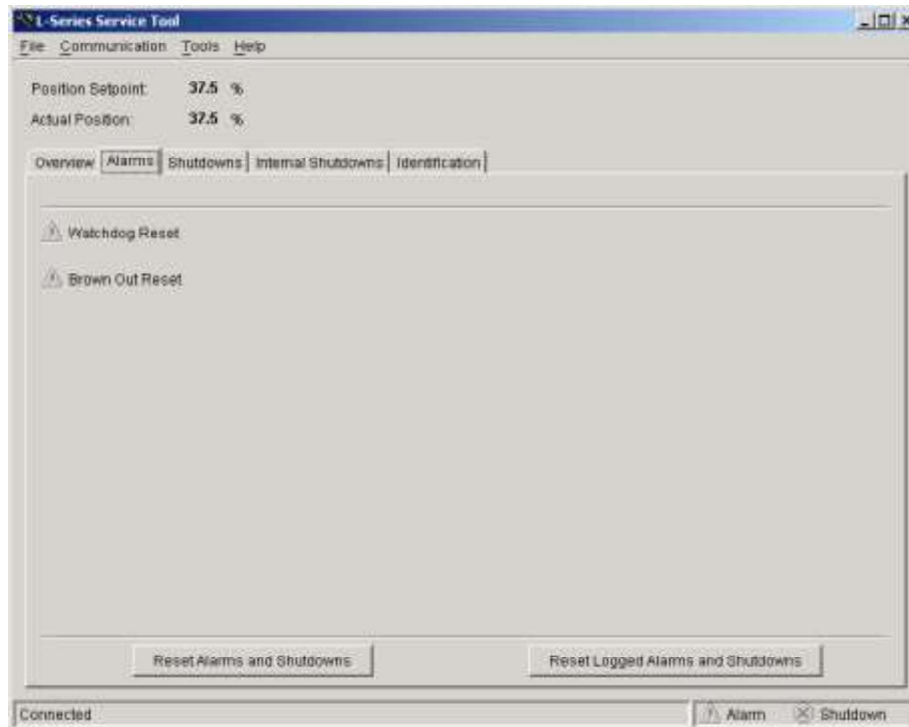 L-Series Service Tool
File Communication Tools Help
Position Setpoint: 37.5 %
Actual Position: 37.5 %
Overview Alarms Shutdowns Internal Shutdowns Identification
Watchdog Reset
Brown Out Reset
Reset Alarms and Shutdowns Reset Logged Alarms and Shutdowns
Connected Alarm Shutdown